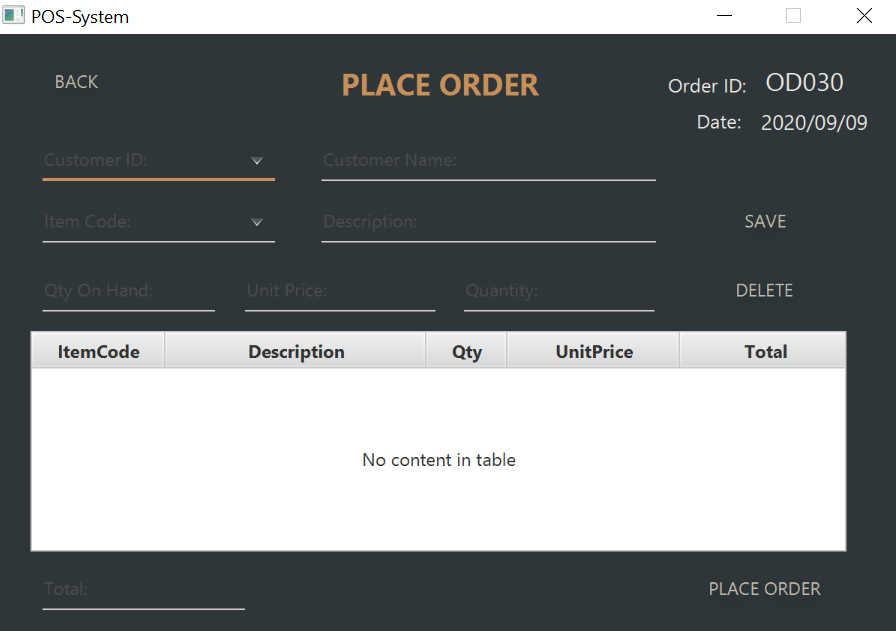 POS-System
BACK
PLACE ORDER
Order ID: OD030
Date: 2020/09/09
Customer ID:
Customer Name:
Item Code:
Description:
SAVE
Qty On Hand:
Unit Price:
Quantity:
DELETE
ItemCode Description Qty UnitPrice Total
No content in table
Total:
PLACE ORDER